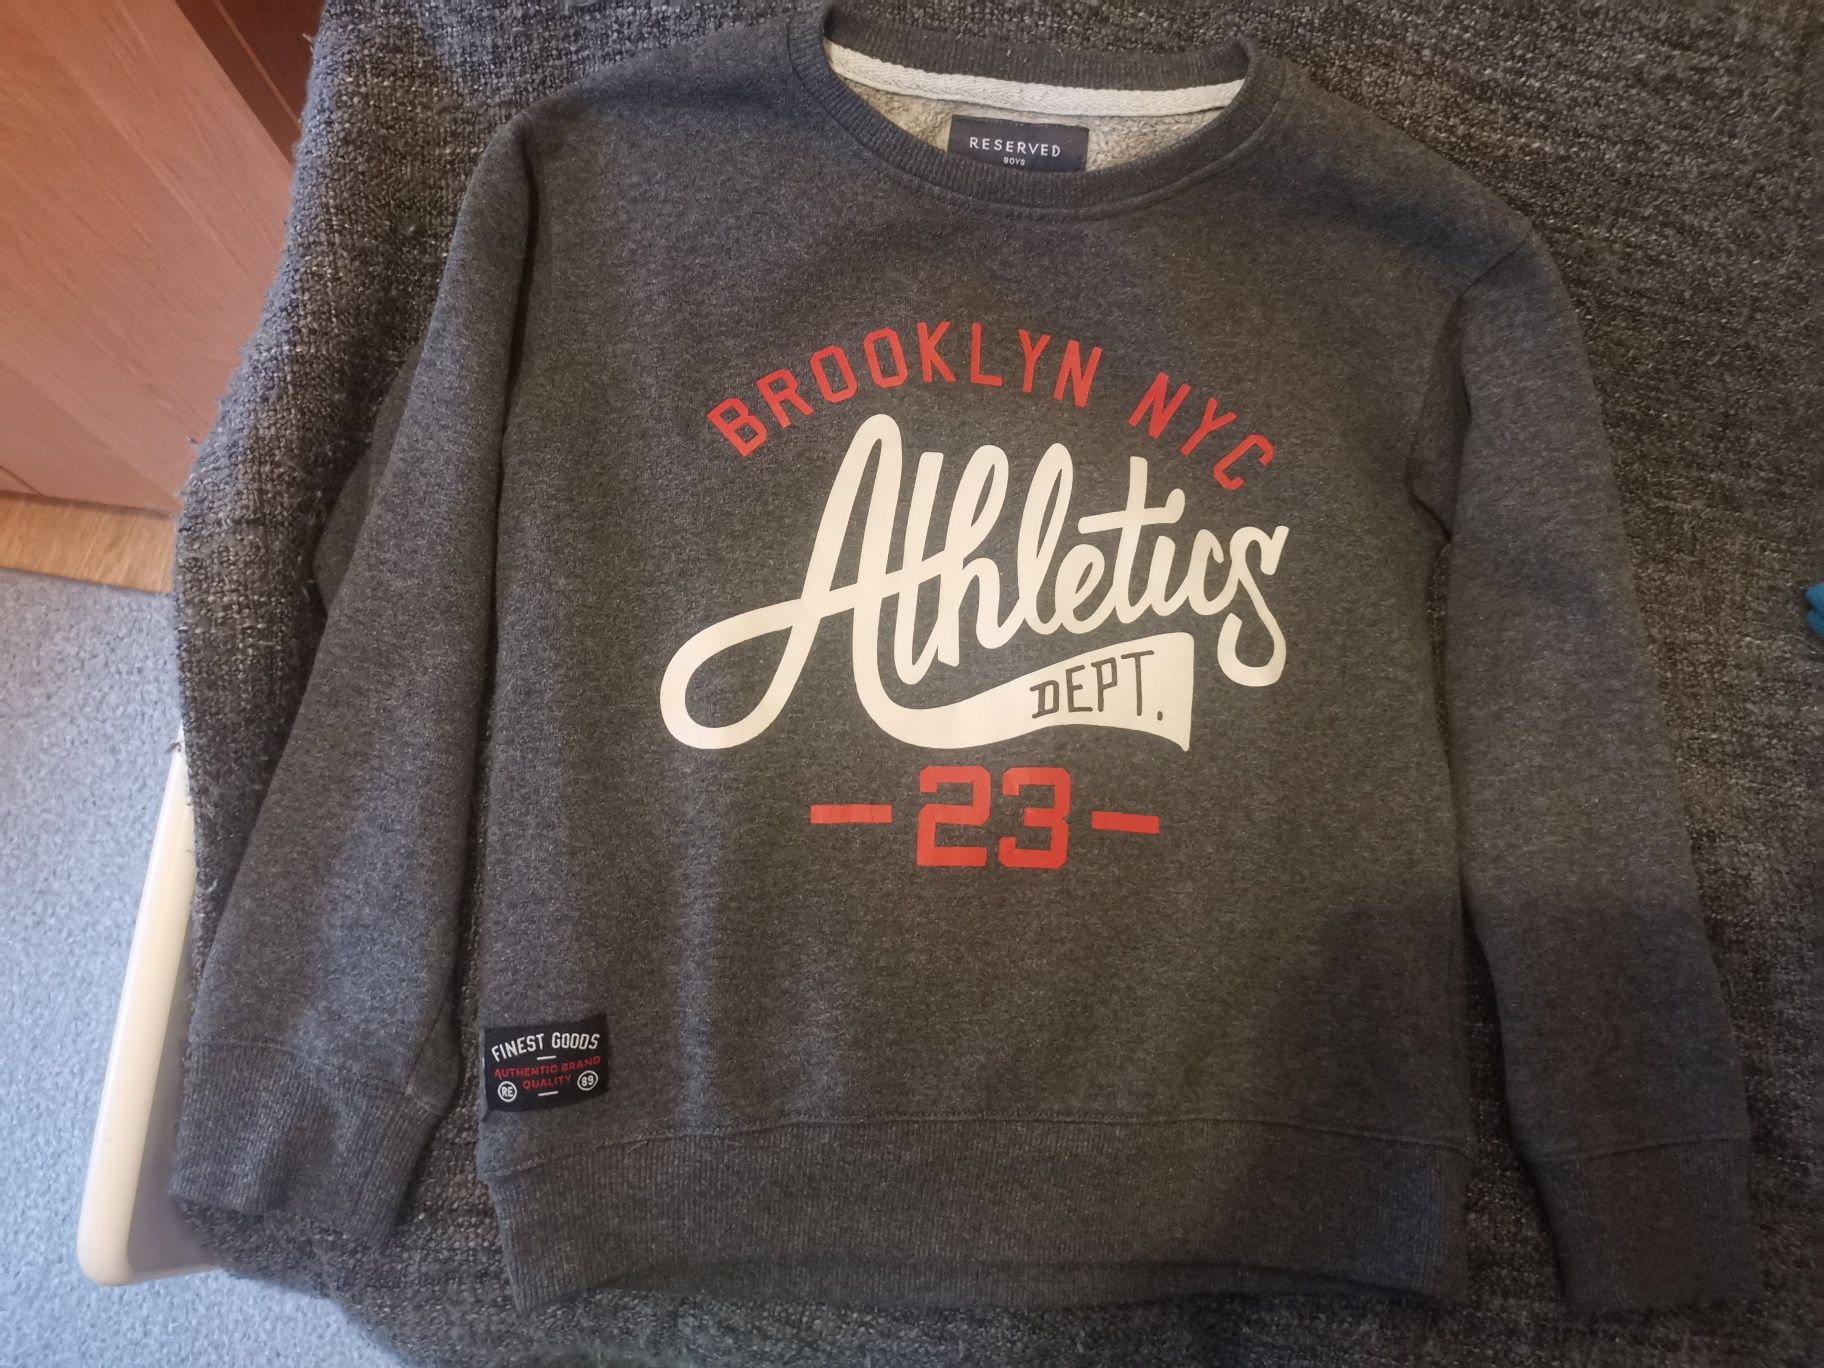 RESERVED
BOYS
BROOKLYN NYC
Athletics
DEPT.
-23-
FINEST GOODS
AUTHENTIC BRAND
QUALITY
RE
89